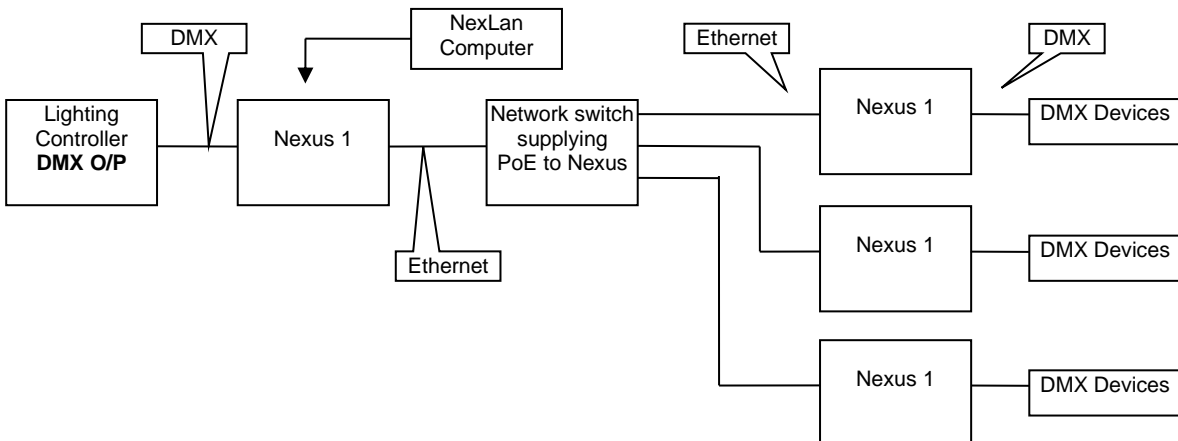 DMX
NexLan
Computer
Ethernet
DMX
Lighting
Controller
DMX O/P
Nexus 1
Network switch
supplying
PoE to Nexus
Nexus 1
DMX Devices
Ethernet
Nexus 1
DMX Devices
Nexus 1
DMX Devices